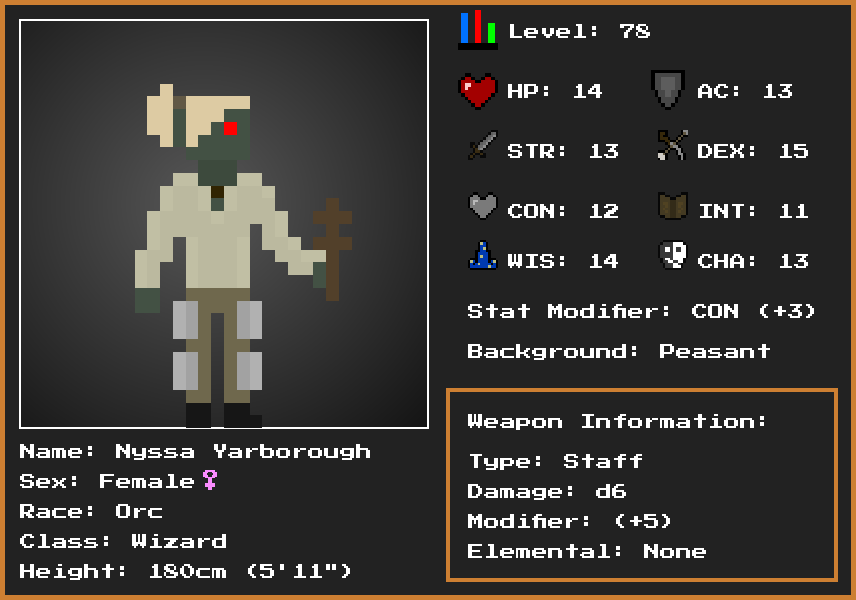 Level: 78
HP: 14
AC: 13
STR: 13
DEX: 15
CON: 12
INT: 11
WIS: 14
CHA: 13
Stat Modifier: CON (+3)
Background: Peasant
Weapon Information:
Type: Staff
Damage: d6
Modifier: (+5)
Elemental: None
Name: Nyssa Yarborough
Sex: Female♀
Race: Orc
Class: Wizard
Height: 180cm (5'11")